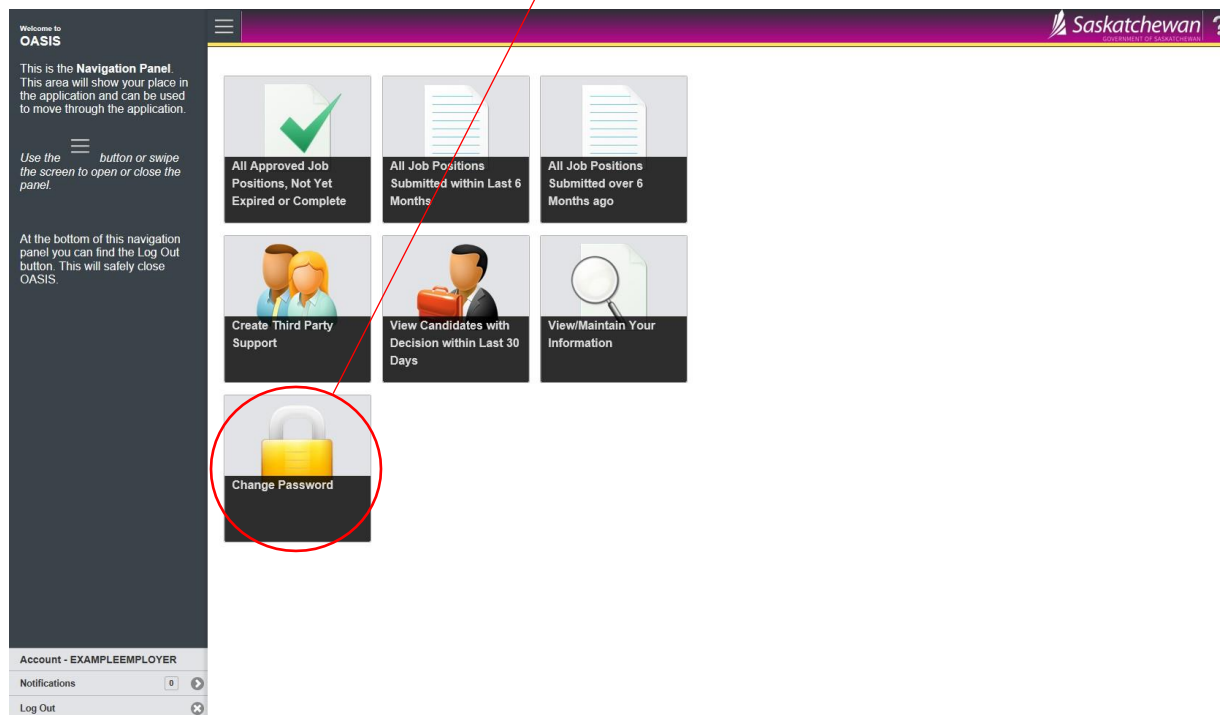 Welcome to
OASIS
This is the Navigation Panel.
This area will show your place in
the application and can be used
to move through the application.
Use the button or swipe
the screen to open or close the
panel.
At the bottom of this navigation
panel you can find the Log Out
button. This will safely close
OASIS.
Account - EXAMPLEEMPLOYER
Notifications 0
Log Out
Saskatchewan ?
GOVERNMENT OF SASKATCHEWAN
All Approved Job
Positions, Not Yet
Expired or Complete
All Job Positions
Submitted within Last 6
Months
All Job Positions
Submitted over 6
Months ago
Create Third Party
Support
View Candidates with
Decision within Last 30
Days
View/Maintain Your
Information
Change Password